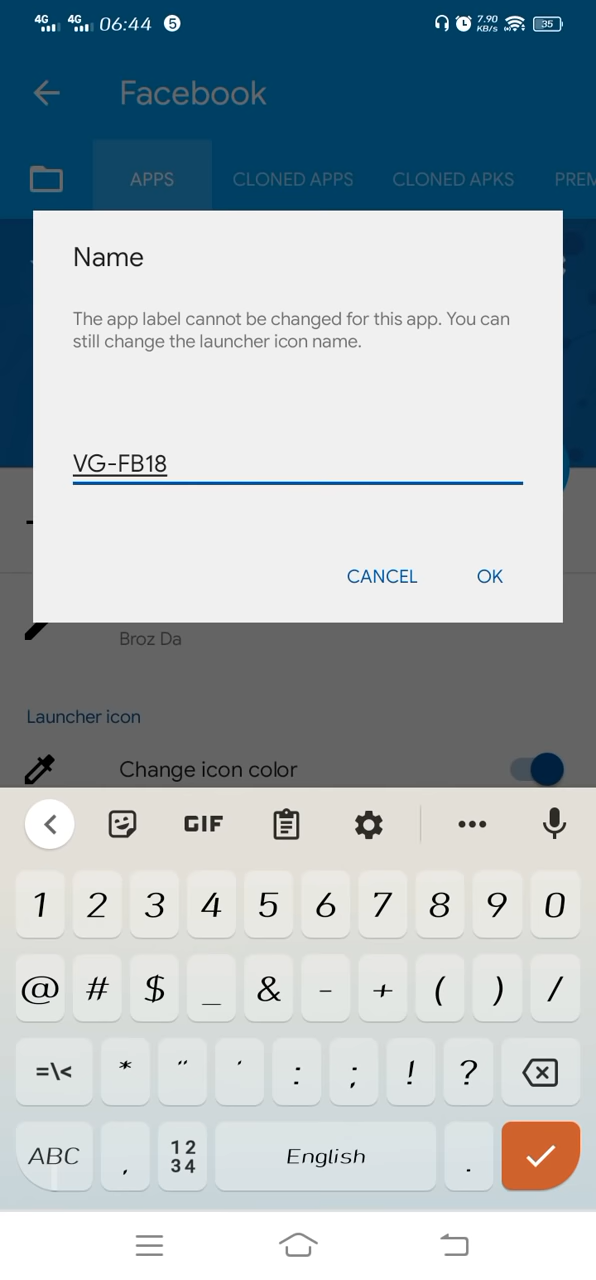 4G 4G 06:44 5 7.90 KB/s 35
Facebook
APPS CLONED APPS CLONED APKS PREM
Name
The app label cannot be changed for this app. You can
still change the launcher icon name.
VG-FB18
CANCEL OK
Broz Da
Launcher icon
Change icon color
GIF
1 2 3 4 5 6 7 8 9 0
@ # $ _ & - + ( ) /
=\< * " ' : ; ! ?
ABC , 12 English .
34